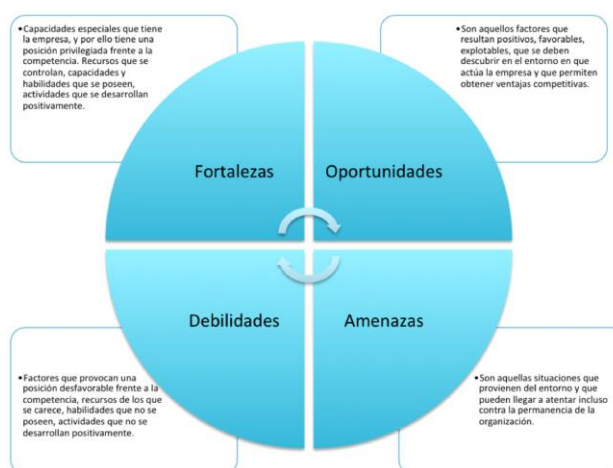 •Capacidades especiales que tiene
la empresa, y por ello tiene una
posición privilegiada frente a la
competencia. Recursos que se
controlan, capacidades y
habilidades que se poseen,
actividades que se desarrollan
positivamente.
•Son aquellos factores que
resultan positivos, favorables,
explotables, que se deben
descubrir en el entorno en que
actúa la empresa y que permiten
obtener ventajas competitivas.
Fortalezas
Oportunidades
Debilidades
Amenazas
•Factores que provocan una
posición desfavorable frente a la
competencia, recursos de los que
se carece, habilidades que no se
poseen, actividades que no se
desarrollan positivamente.
•Son aquellas situaciones que
provienen del entorno y que
pueden llegar a atentar incluso
contra la permanencia de la
organización.